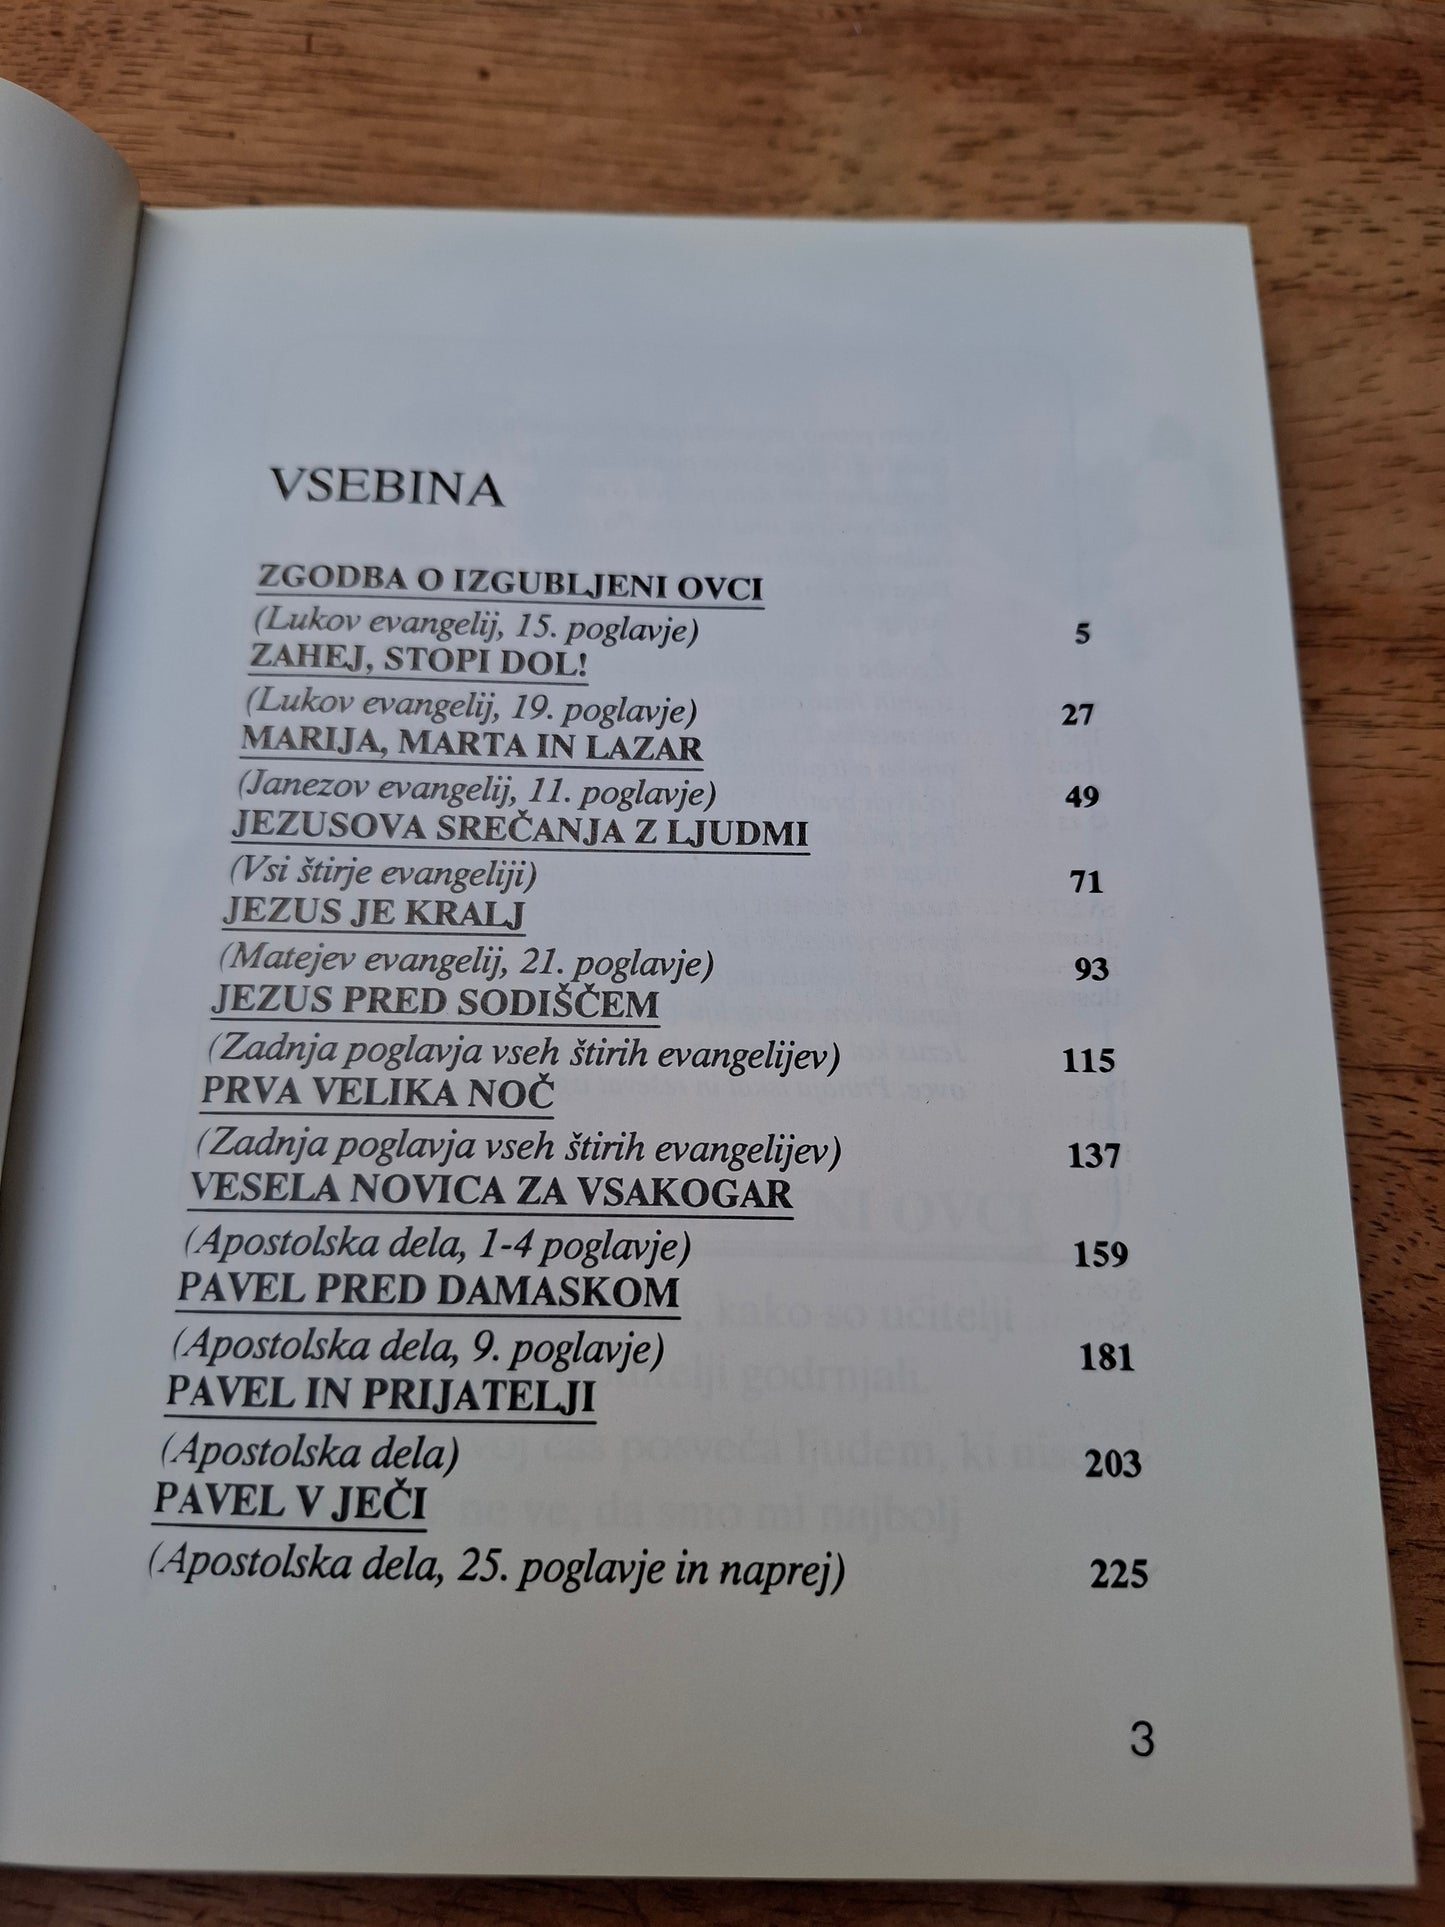 VSEBINA
ZGODBA O IZGUBLJENI OVCI
(Lukov evangelij, 15. poglavje) 5
ZAHEJ, STOPI DOL!
(Lukov evangelij, 19. poglavje) 27
MARIJA, MARTA IN LAZAR
(Janezov evangelij, 11. poglavje) 49
JEZUSOVA SREČANJA Z LJUDMI
(Vsi štirje evangeliji) 71
JEZUS JE KRALJ
(Matejev evangelij, 21. poglavje) 93
JEZUS PRED SODIŠČEM
(Zadnja poglavja vseh štirih evangelijev) 115
PRVA VELIKA NOČ
(Zadnja poglavja vseh štirih evangelijev) 137
VESELA NOVICA ZA VSAKOGAR
(Apostolska dela, 1-4 poglavje) 159
PAVEL PRED DAMASKOM
(Apostolska dela, 9. poglavje) 181
PAVEL IN PRIJATELJI
(Apostolska dela) 203
PAVEL V JEČI
(Apostolska dela, 25. poglavje in naprej) 225
3